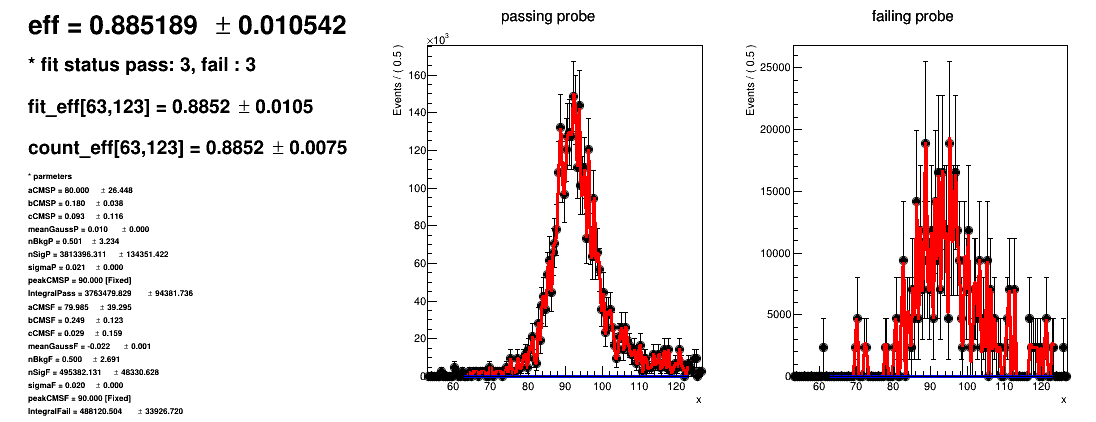 eff = 0.885189 ± 0.010542
* fit status pass: 3, fail : 3
fit_eff[63,123] = 0.8852 ± 0.0105
count_eff[63,123] = 0.8852 ± 0.0075
* parmeters
aCMSP = 80.000 ± 26.448
bCMSP = 0.180 ± 0.038
cCMSP = 0.093 ± 0.116
meanGaussP = 0.010 ± 0.000
nBkgP = 0.501 ± 3.234
nSigP = 3813396.311 ± 134351.422
sigmaP = 0.021 ± 0.000
peakCMSP = 90.000 [Fixed]
IntegralPass = 3763479.829 ± 94381.736
aCMSF = 79.985 ± 39.295
bCMSF = 0.249 ± 0.123
cCMSF = 0.029 ± 0.159
meanGaussF = -0.022 ± 0.001
nBkgF = 0.500 ± 2.691
nSigF = 495382.131 ± 48330.628
sigmaF = 0.020 ± 0.000
peakCMSF = 90.000 [Fixed]
IntegralFail = 488120.504 ± 33926.720
passing probe
×10³
Events / ( 0.5 )
160
140
120
100
80
60
40
20
0
60 70 80 90 100 110 120
x
failing probe
Events / ( 0.5 )
25000
20000
15000
10000
5000
0
60 70 80 90 100 110 120
x